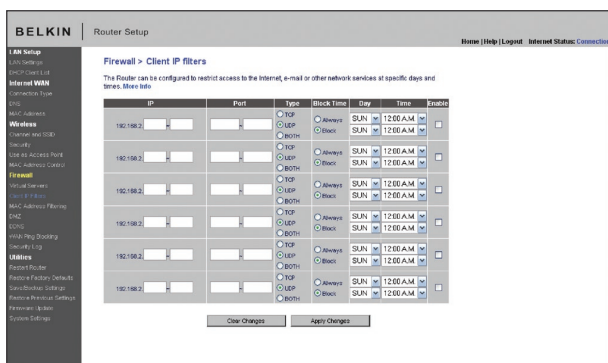 BELKIN
Router Setup
Home | Help | Logout Internet Status: Connection
LAN Setup
LAN Settings
DHCP Client List
Internet WAN
Connection Type
DNS
MAC Address
Wireless
Channel and SSID
Security
Use as Access Point
MAC Address Control
Firewall
Virtual Servers
Client IP Filters
MAC Address Filtering
DMZ
DDNS
WAN Ping Blocking
Security Log
Utilities
Restart Router
Restore Factory Defaults
Save/Backup Settings
Restore Previous Settings
Firmware Update
System Settings
Firewall > Client IP filters
The Router can be configured to restrict access to the Internet, e-mail or other network services at specific days and
times. More Info
IP Port Type Block Time Day Time Enable
192.168.2. - - TCP UDP BOTH Always Block SUN 12:00 A.M. SUN 12:00 A.M.
192.168.2. - - TCP UDP BOTH Always Block SUN 12:00 A.M. SUN 12:00 A.M.
192.168.2. - - TCP UDP BOTH Always Block SUN 12:00 A.M. SUN 12:00 A.M.
192.168.2. - - TCP UDP BOTH Always Block SUN 12:00 A.M. SUN 12:00 A.M.
192.168.2. - - TCP UDP BOTH Always Block SUN 12:00 A.M. SUN 12:00 A.M.
192.168.2. - - TCP UDP BOTH Always Block SUN 12:00 A.M. SUN 12:00 A.M.
Clear Changes Apply Changes